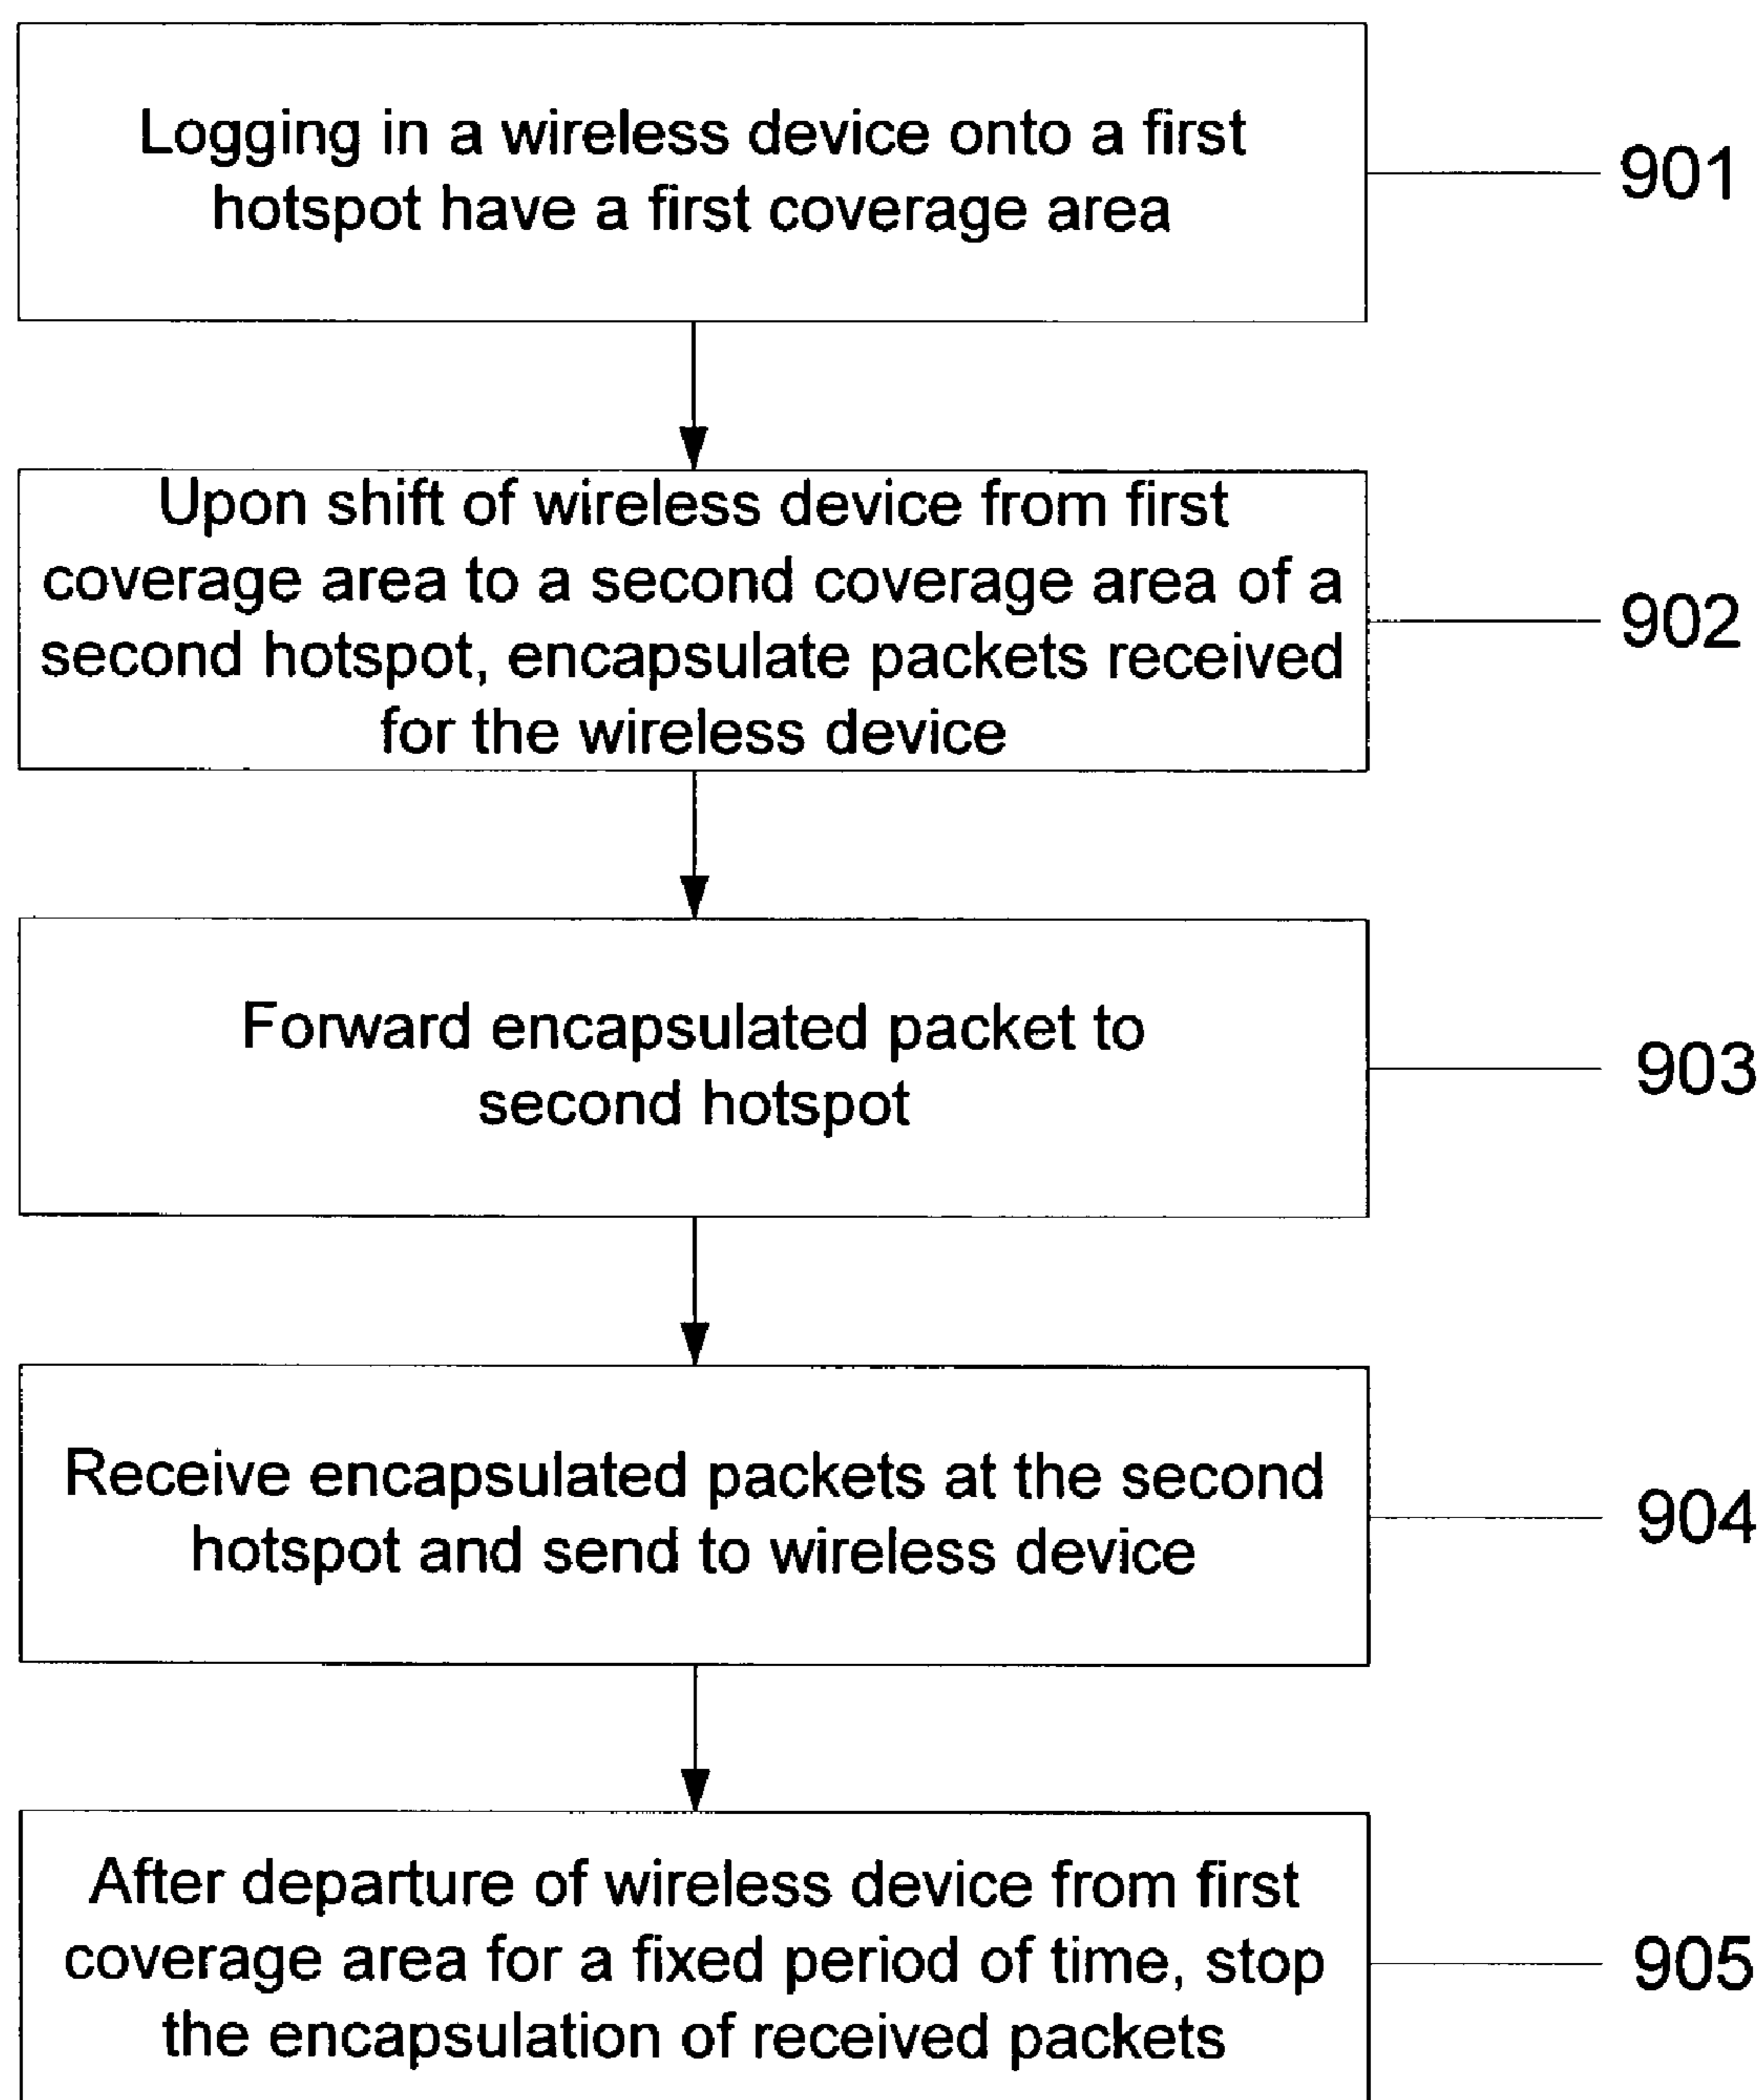 Logging in a wireless device onto a first
hotspot have a first coverage area
901
Upon shift of wireless device from first
coverage area to a second coverage area of a
second hotspot, encapsulate packets received
for the wireless device
902
Forward encapsulated packet to
second hotspot
903
Receive encapsulated packets at the second
hotspot and send to wireless device
904
After departure of wireless device from first
coverage area for a fixed period of time, stop
the encapsulation of received packets
905